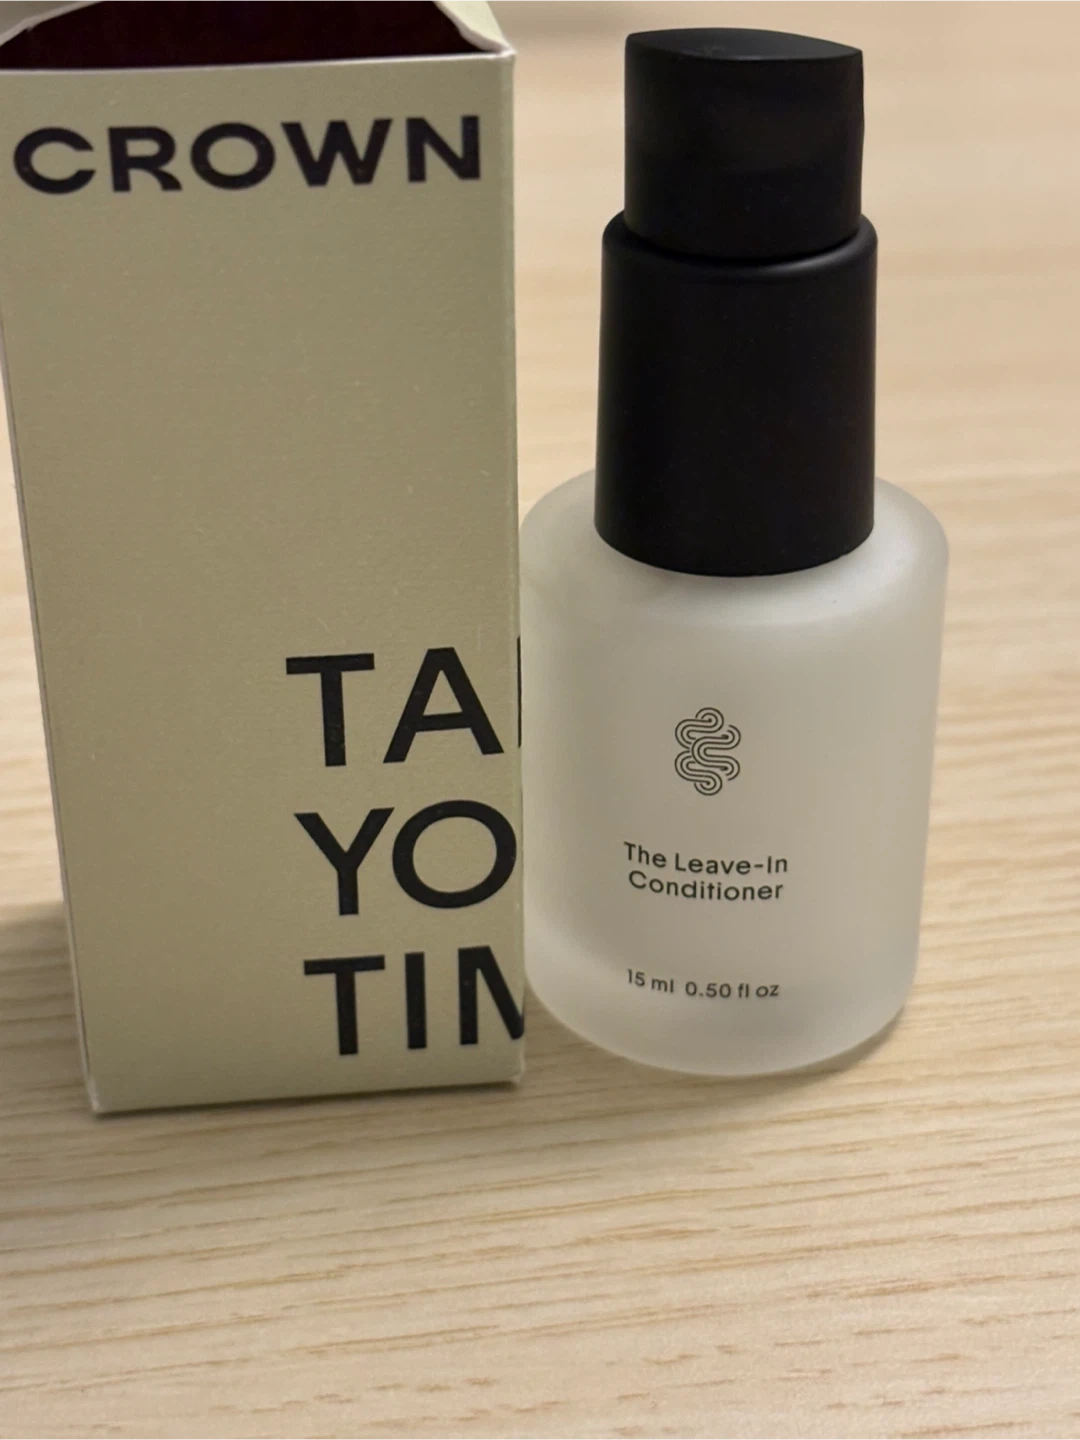 CROWN
TA
YO
TIM
The Leave-In
Conditioner
15 ml 0.50 fl oz